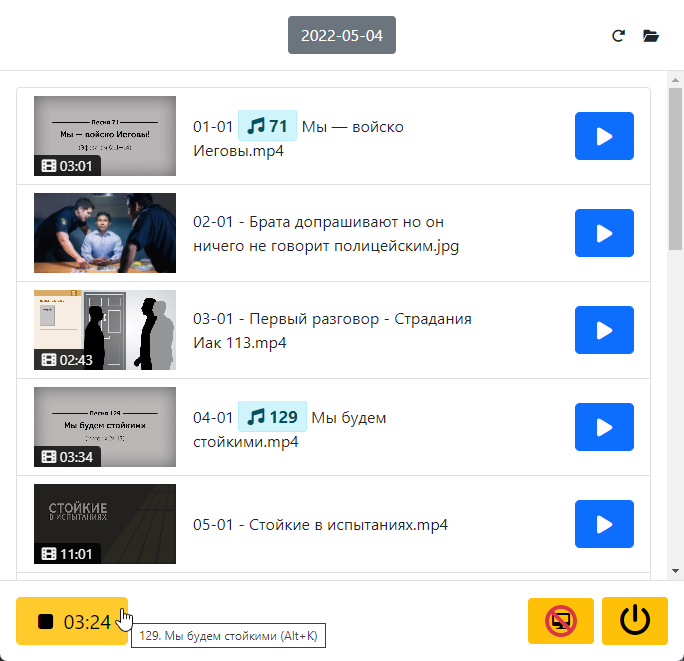 2022-05-04
Песня 71
Мы — войско Иеговы!
03:01
01-01 71 Мы — войско
Иеговы.mp4
02-01 - Брата допрашивают но он
ничего не говорит полицейским.jpg
02:43
03-01 - Первый разговор - Страдания
Иак 113.mp4
Песня 129
Мы будем стойкими
03:34
04-01 129 Мы будем
стойкими.mp4
СТОЙКИЕ
В ИСПЫТАНИЯХ
11:01
05-01 - Стойкие в испытаниях.mp4
03:24
129. Мы будем стойкими (Alt+K)